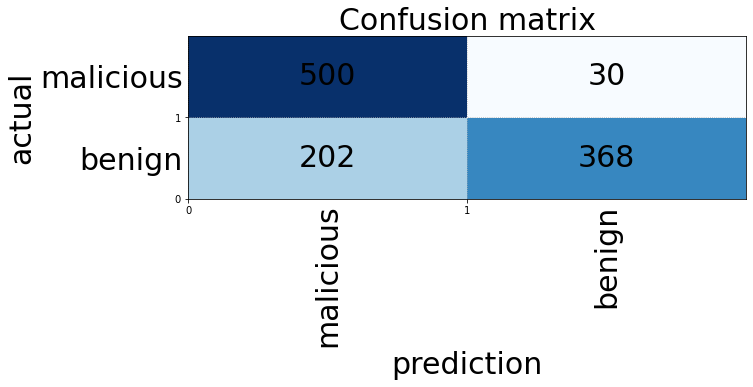 Confusion matrix
actual
malicious 500 30
1
benign 202 368
0
0 1
malicious benign
prediction